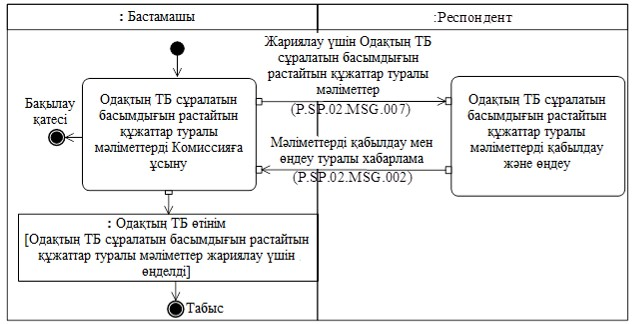 : Бастамашы
:Респондент
Жариялау үшін Одақтың ТБ
сұралатын басымдығын
растайтын құжаттар туралы
мәліметтер
(P.SP.02.MSG.007)
Бақылау
қатесі
Одақтың ТБ сұралатын
басымдығын растайтын
құжаттар туралы
мәліметтерді Комиссияға
ұсыну
Одақтың ТБ сұралатын
басымдығын растайтын
құжаттар туралы
мәліметтерді қабылдау
және өңдеу
Мәліметтерді қабылдау мен
өңдеу туралы хабарлама
(P.SP.02.MSG.002)
: Одақтың ТБ өтінім
[Одақтың ТБ сұралатын басымдығын растайтын
құжаттар туралы мәліметтер жариялау үшін
өңделді]
Табыс